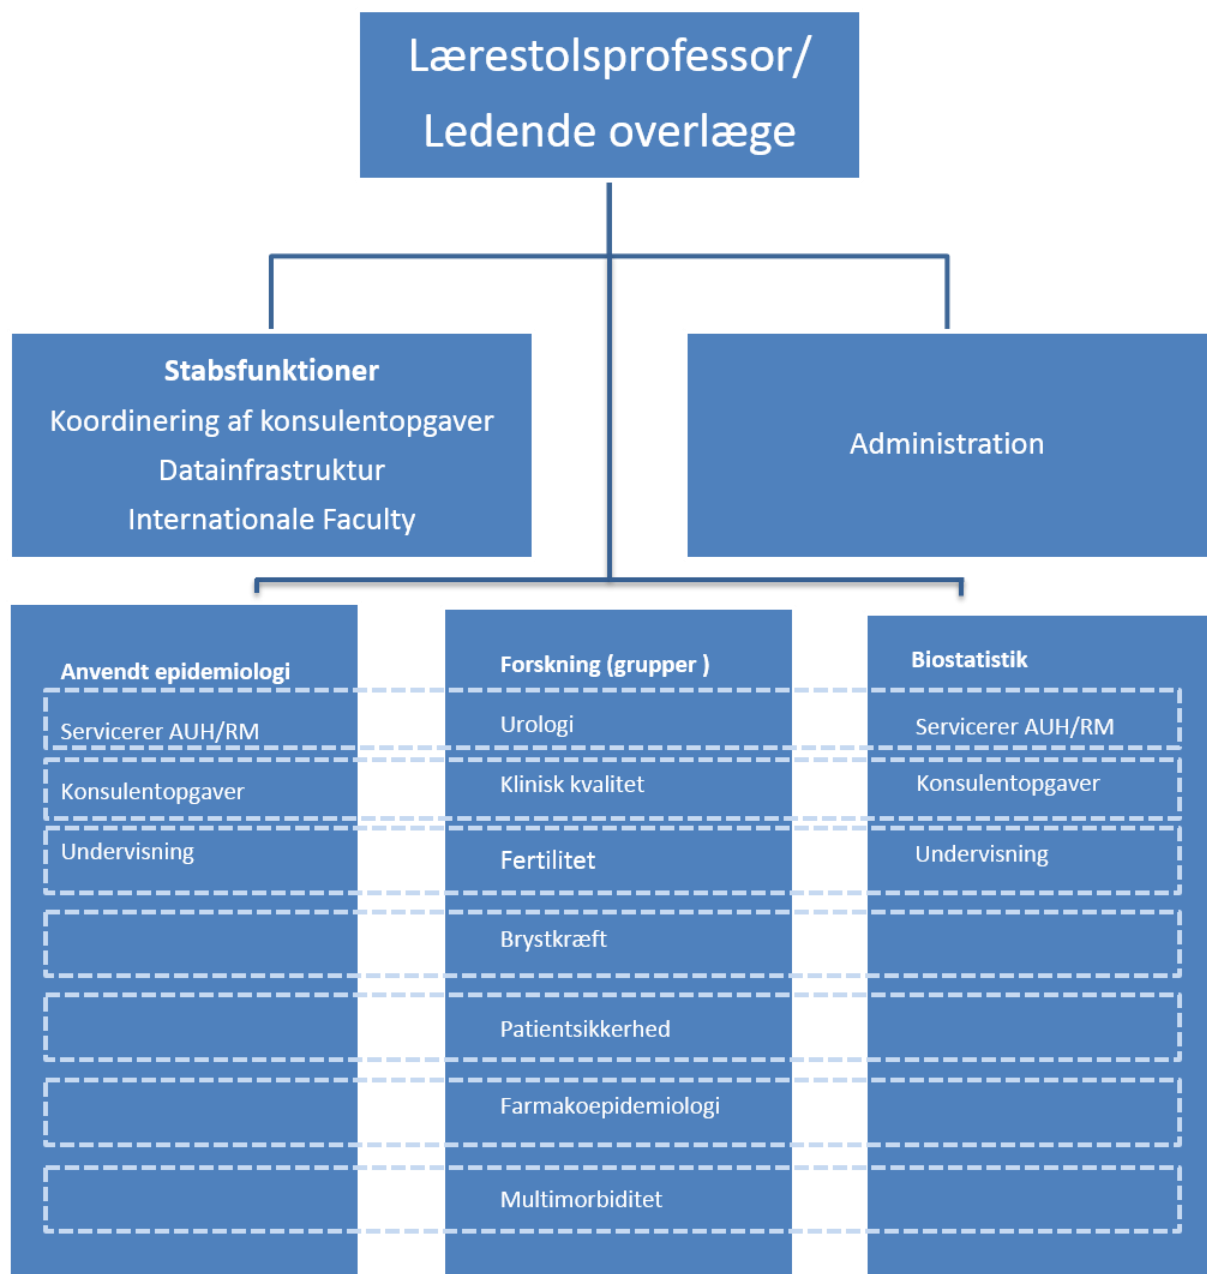 Lærestolsprofessor/
Ledende overlæge
Stabsfunktioner
Koordinering af konsulentopgaver
Datainfrastruktur
Internationale Faculty
Administration
Anvendt epidemiologi
Servicerer AUH/RM
Konsulentopgaver
Undervisning
Forskning (grupper )
Urologi
Klinisk kvalitet
Fertilitet
Brystkræft
Patientsikkerhed
Farmakoepidemiologi
Multimorbiditet
Biostatistik
Servicerer AUH/RM
Konsulentopgaver
Undervisning